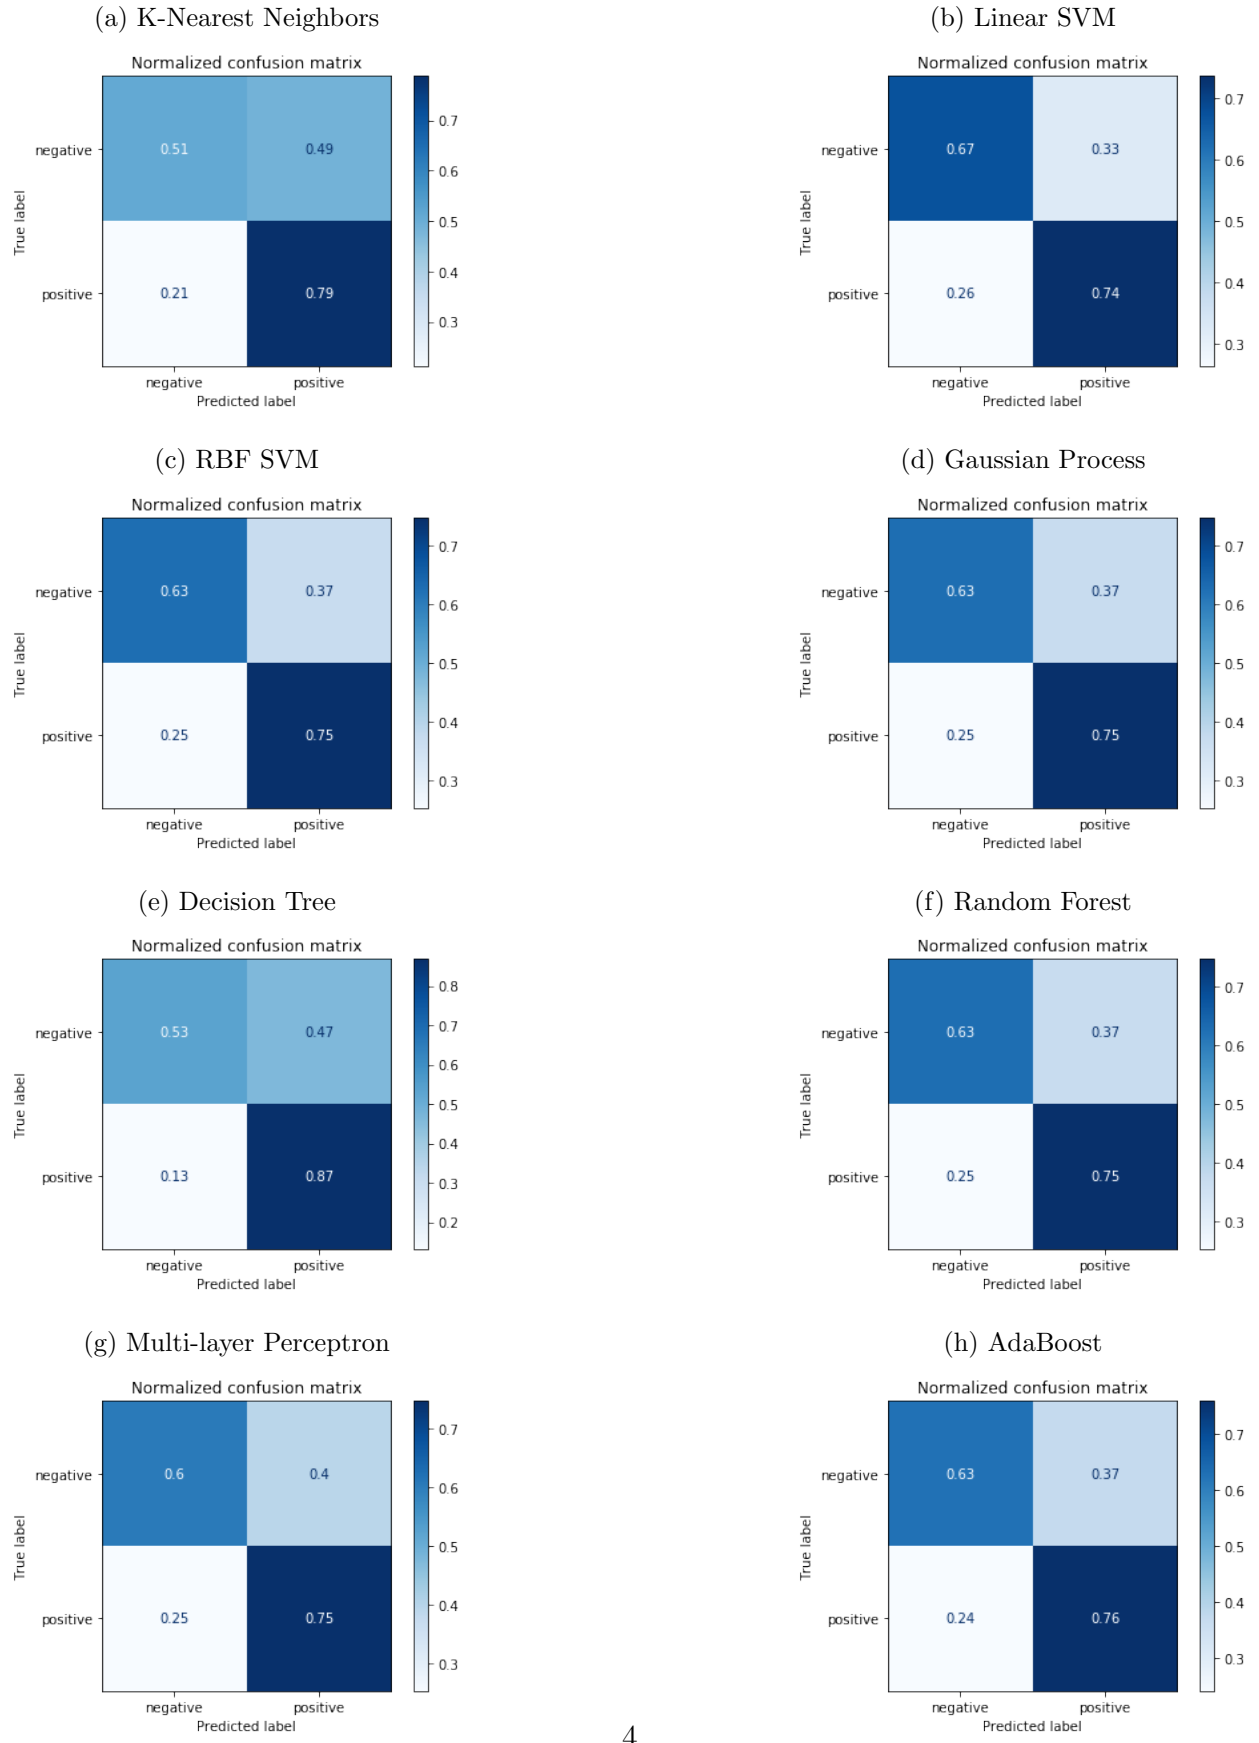 (a) K-Nearest Neighbors
Normalized confusion matrix
negative
positive
True label
0.51 0.49
0.21 0.79
negative positive
Predicted label
0.7
0.6
0.5
0.4
0.3
(b) Linear SVM
Normalized confusion matrix
negative
positive
True label
0.67 0.33
0.26 0.74
negative positive
Predicted label
0.7
0.6
0.5
0.4
0.3
(c) RBF SVM
Normalized confusion matrix
negative
positive
True label
0.63 0.37
0.25 0.75
negative positive
Predicted label
0.7
0.6
0.5
0.4
0.3
(d) Gaussian Process
Normalized confusion matrix
negative
positive
True label
0.63 0.37
0.25 0.75
negative positive
Predicted label
0.7
0.6
0.5
0.4
0.3
(e) Decision Tree
Normalized confusion matrix
negative
positive
True label
0.53 0.47
0.13 0.87
negative positive
Predicted label
0.8
0.7
0.6
0.5
0.4
0.3
0.2
(f) Random Forest
Normalized confusion matrix
negative
positive
True label
0.63 0.37
0.25 0.75
negative positive
Predicted label
0.7
0.6
0.5
0.4
0.3
(g) Multi-layer Perceptron
Normalized confusion matrix
negative
positive
True label
0.6 0.4
0.25 0.75
negative positive
Predicted label
0.7
0.6
0.5
0.4
0.3
(h) AdaBoost
Normalized confusion matrix
negative
positive
True label
0.63 0.37
0.24 0.76
negative positive
Predicted label
0.7
0.6
0.5
0.4
0.3
4